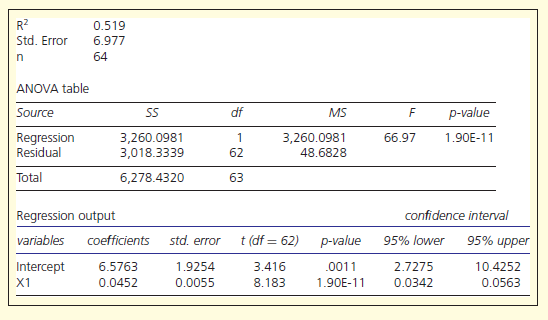 R² 0.519
Std. Error 6.977
n 64
ANOVA table
Source SS df MS F p-value
Regression 3,260.0981 1 3,260.0981 66.97 1.90E-11
Residual 3,018.3339 62 48.6828
Total 6,278.4320 63
Regression output confidence interval
variables coefficients std. error t (df = 62) p-value 95% lower 95% upper
Intercept 6.5763 1.9254 3.416 .0011 2.7275 10.4252
X1 0.0452 0.0055 8.183 1.90E-11 0.0342 0.0563